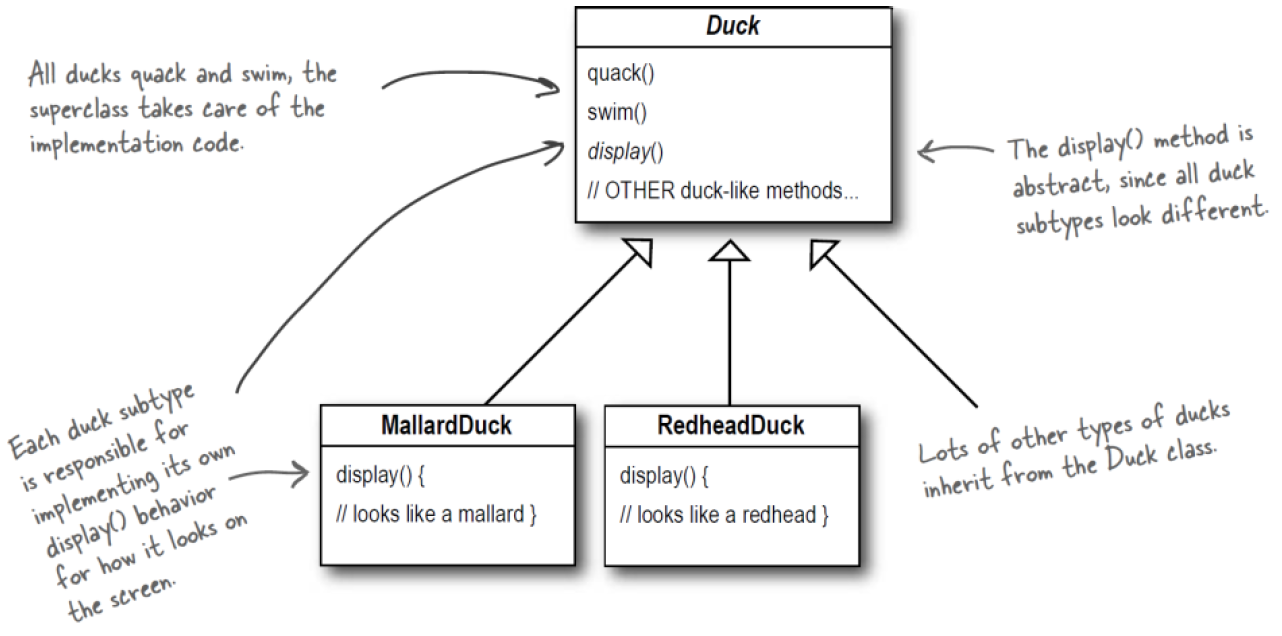 Duck
quack()
swim()
display()
// OTHER duck-like methods...
All ducks quack and swim, the
superclass takes care of the
implementation code.
The display() method is
abstract, since all duck
subtypes look different.
Each duck subtype
is responsible for
implementing its own
display() behavior
for how it looks on
the screen.
MallardDuck
display() {
// looks like a mallard }
RedheadDuck
display() {
// looks like a redhead }
Lots of other types of ducks
inherit from the Duck class.